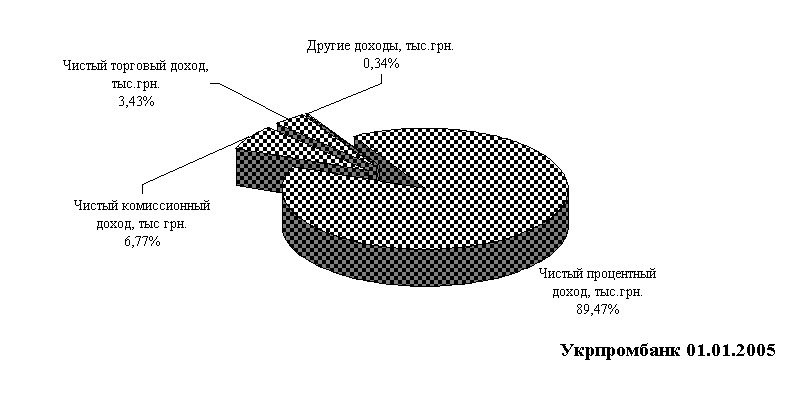 Другие доходы, тыс.грн.
0,34%
Чистый торговый доход,
тыс.грн.
3,43%
Чистый комиссионный
доход, тыс грн.
6,77%
Чистый процентный
доход, тыс.грн.
89,47%
Укрпромбанк 01.01.2005